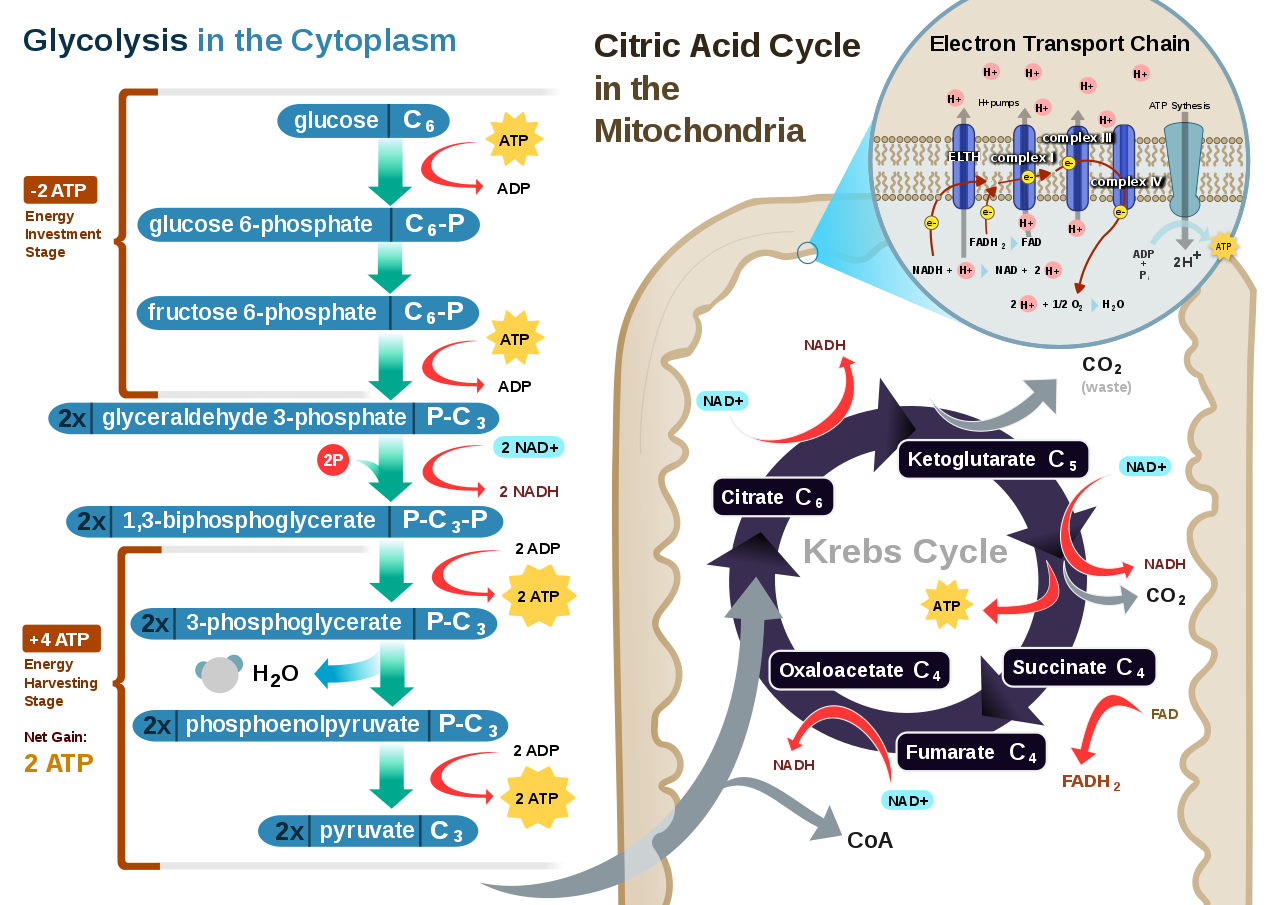 Glycolysis in the Cytoplasm
glucose C6
ATP
ADP
-2 ATP
Energy
Investment
Stage
glucose 6-phosphate C6-P
fructose 6-phosphate C6-P
ATP
ADP
2x glyceraldehyde 3-phosphate P-C3
2P
2 NAD+
2 NADH
2x 1,3-biphosphoglycerate P-C3-P
2 ADP
2 ATP
2x 3-phosphoglycerate P-C3
+4 ATP
Energy
Harvesting
Stage
H2O
Net Gain:
2 ATP
2x phosphoenolpyruvate P-C3
2 ADP
2 ATP
2x pyruvate C3
Citric Acid Cycle
in the
Mitochondria
Electron Transport Chain
H+
H+
H+
H+
H+
H+
H+
H+pumps
ATP Sythesis
ELTH
complex I
complex III
complex IV
e-
e-
e-
e-
e-
H+
H+
FADH2 FAD
NADH + H+ NAD + 2 H+
2 H+ + 1/2 O2 H2O
ADP
+
Pi
2H+
ATP
NADH
NAD+
CO2
(waste)
Ketoglutarate C5
NAD+
Citrate C6
Krebs Cycle
NADH
CO2
ATP
Oxaloacetate C4
Succinate C4
FAD
FADH2
Fumarate C4
NADH
NAD+
CoA